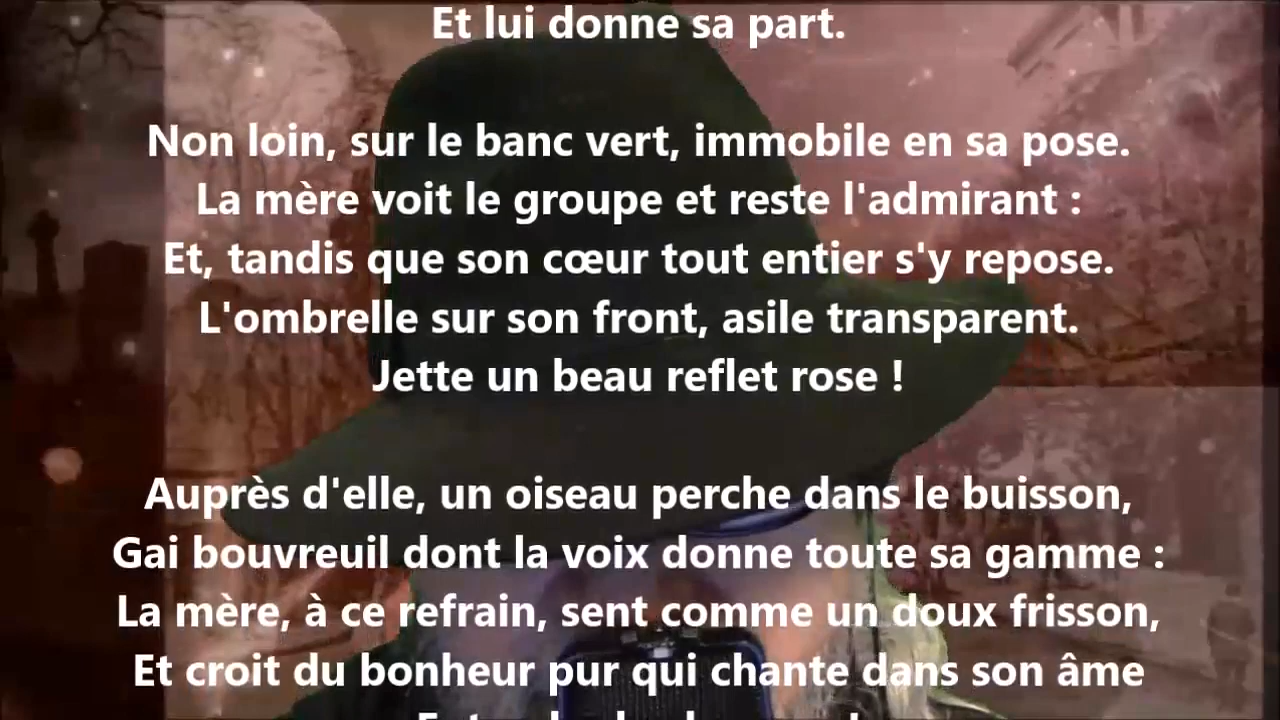 Et lui donne sa part.
Non loin, sur le banc vert, immobile en sa pose.
La mère voit le groupe et reste l'admirant :
Et, tandis que son cœur tout entier s'y repose.
L'ombrelle sur son front, asile transparent.
Jette un beau reflet rose !
Auprès d'elle, un oiseau perche dans le buisson,
Gai bouvreuil dont la voix donne toute sa gamme :
La mère, à ce refrain, sent comme un doux frisson,
Et croit du bonheur pur qui chante dans son âme